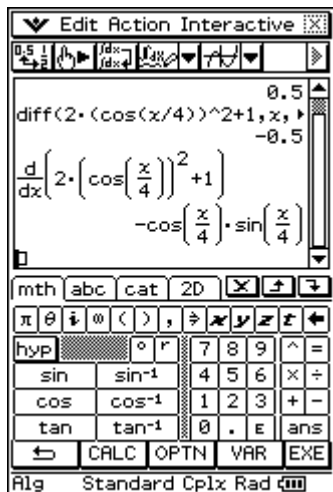 Edit Action Interactive
0.5
diff(2·(cos(x/4))^2+1,x,
-0.5
d/dx(2·(cos(x/4))²+1)
-cos(x/4)·sin(x/4)
mth abc cat 2D
π θ i ∞ ( ) , ⇒ x y z t ←
hyp ° r 7 8 9 ^ =
sin sin⁻¹ 4 5 6 × ÷
cos cos⁻¹ 1 2 3 + -
tan tan⁻¹ 0 . E ans
CALC OPTN VAR EXE
Alg Standard Cplx Rad